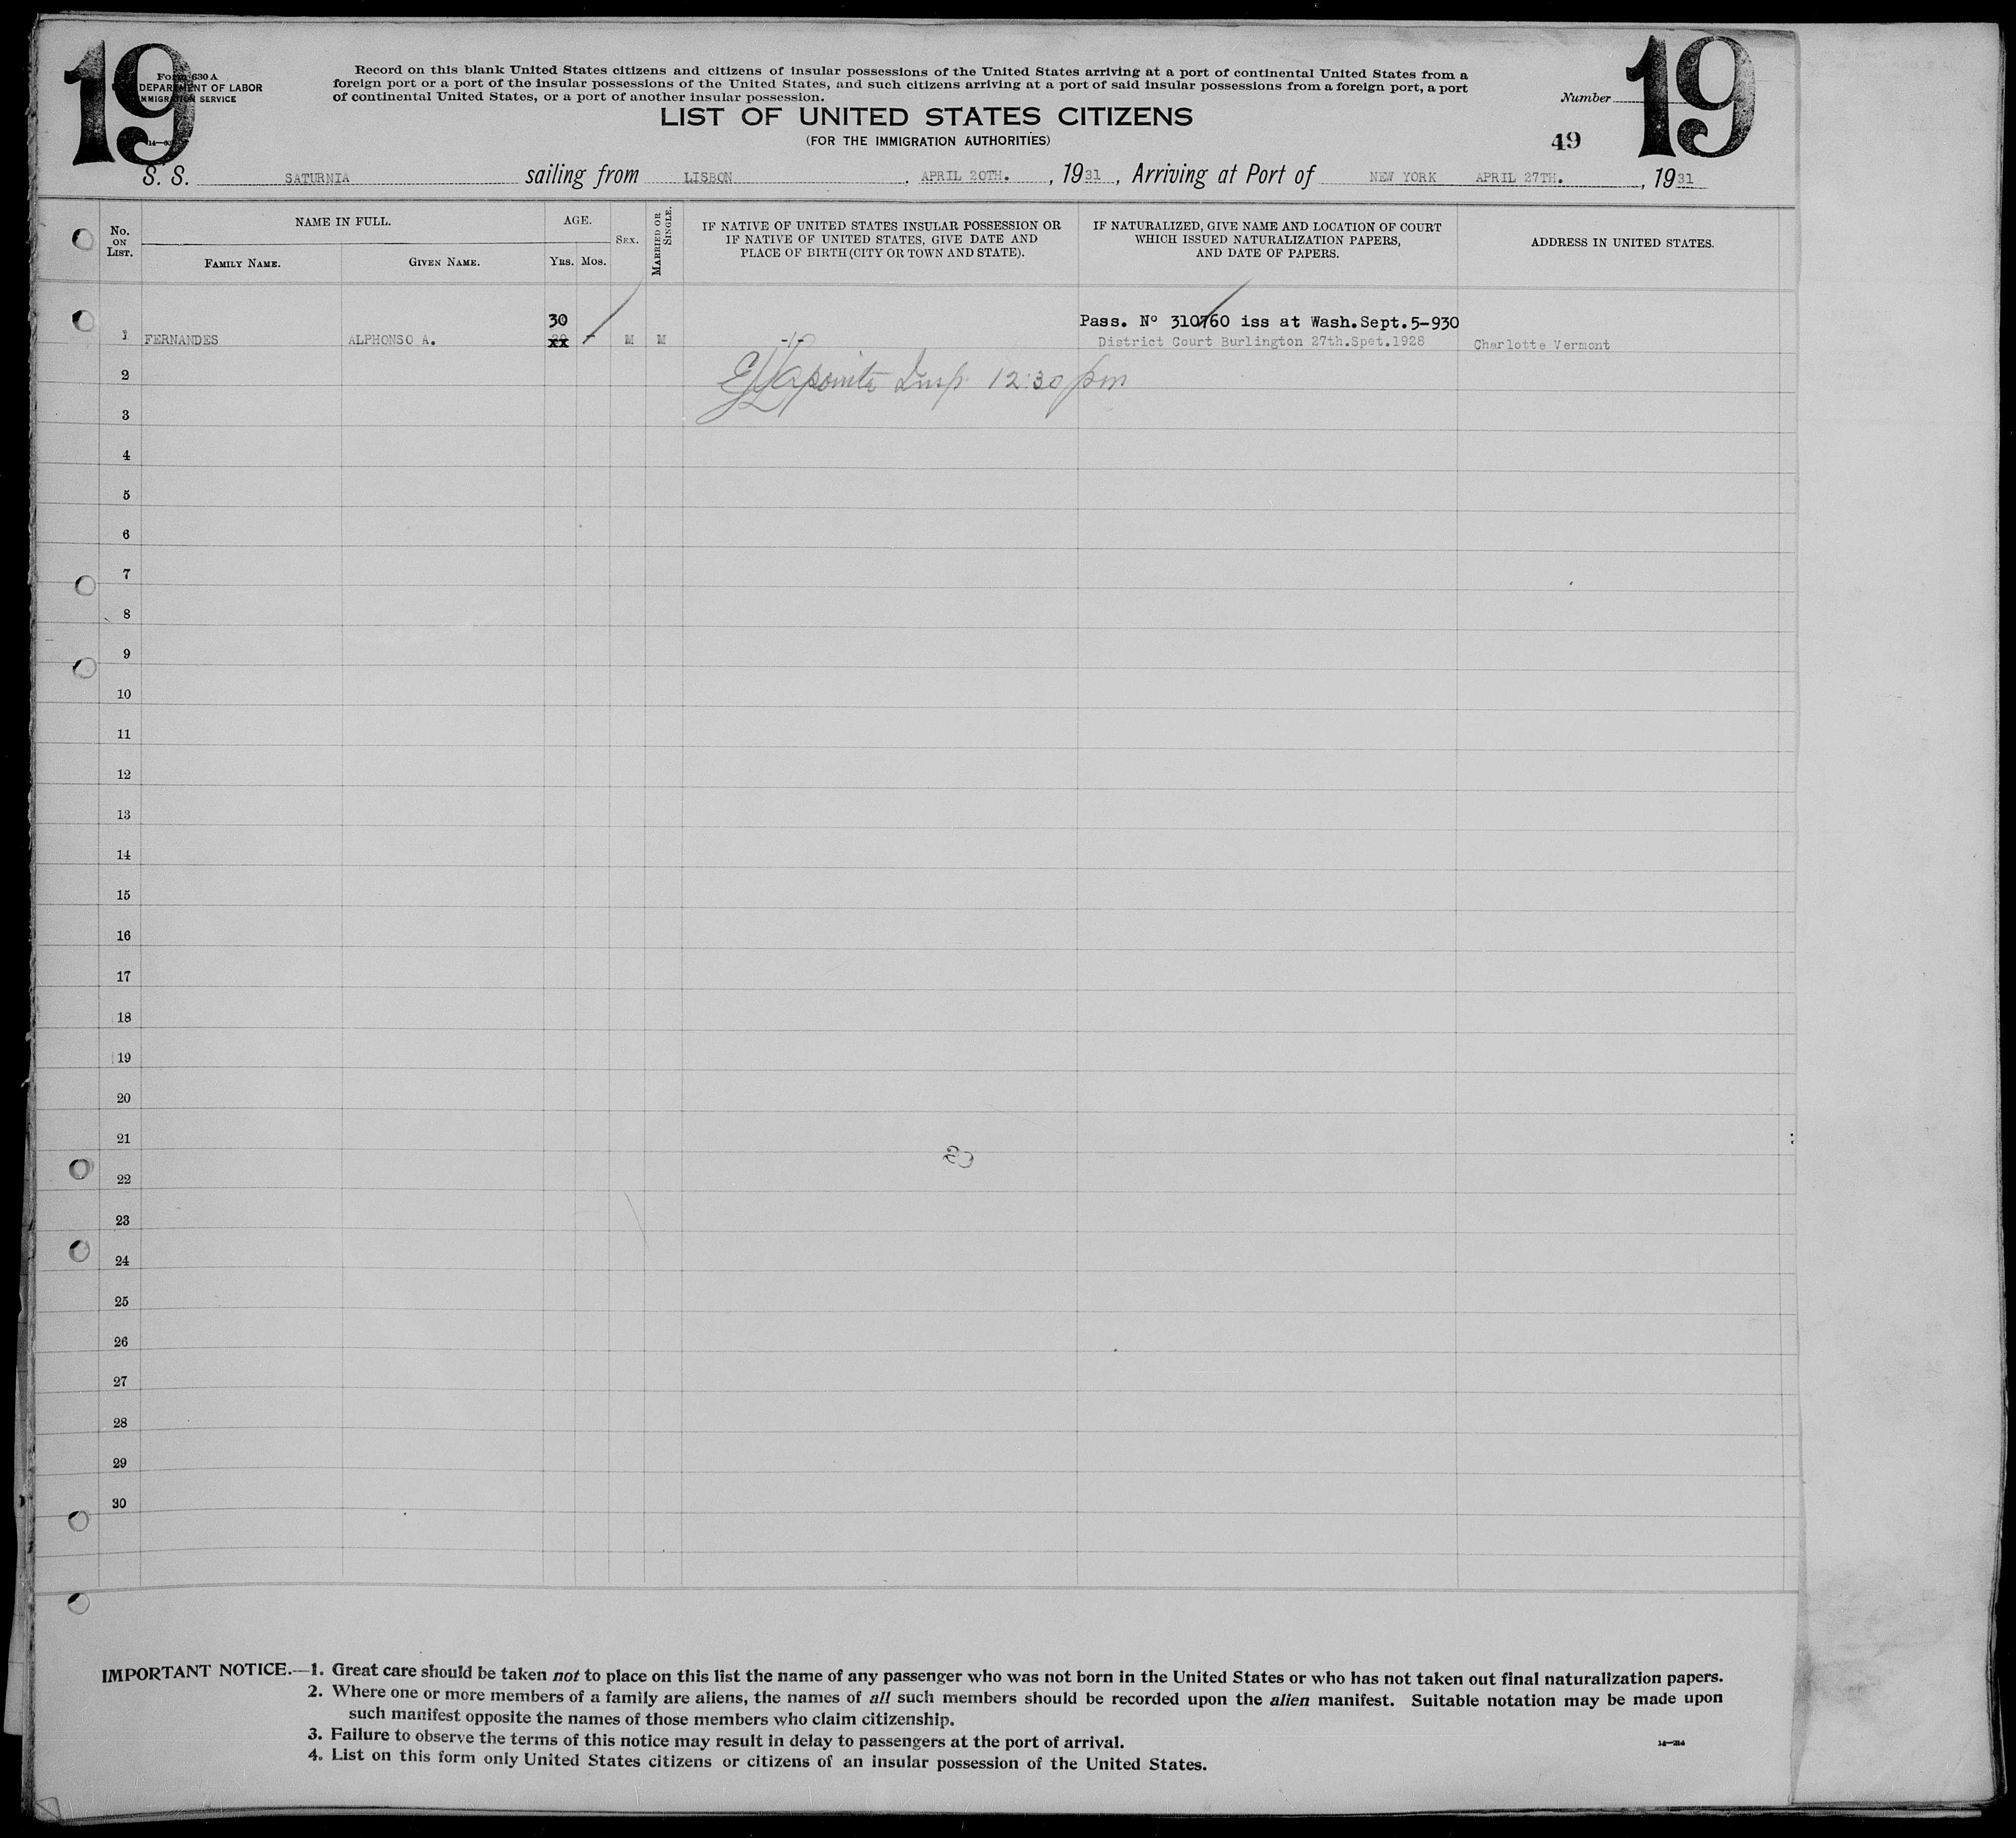 19
19
Form 630 A
DEPARTMENT OF LABOR
IMMIGRATION SERVICE
Record on this blank United States citizens and citizens of insular possessions of the United States arriving at a port of continental United States from a
foreign port or a port of the insular possessions of the United States, and such citizens arriving at a port of said insular possessions from a foreign port, a port
of continental United States, or a port of another insular possession.
Number
LIST OF UNITED STATES CITIZENS
(FOR THE IMMIGRATION AUTHORITIES)
49
S. S. SATURNIA sailing from LISBON, APRIL 20TH., 1931, Arriving at Port of NEW YORK APRIL 27TH., 1931
No. ON LIST.
NAME IN FULL.
FAMILY NAME.
GIVEN NAME.
AGE.
YRS. MOS.
SEX.
MARRIED OR SINGLE.
IF NATIVE OF UNITED STATES INSULAR POSSESSION OR
IF NATIVE OF UNITED STATES, GIVE DATE AND
PLACE OF BIRTH (CITY OR TOWN AND STATE).
IF NATURALIZED, GIVE NAME AND LOCATION OF COURT
WHICH ISSUED NATURALIZATION PAPERS,
AND DATE OF PAPERS.
ADDRESS IN UNITED STATES.
30 Pass. Nº 310760 iss at Wash.Sept.5-930
1 FERNANDES ALPHONSO A. xx M M District Court Burlington 27th.Spet.1928 Charlotte Vermont
2 Insp. 12:30 pm
3
4
5
6
7
8
9
10
11
12
13
14
15
16
17
18
19
20
21
22
23
24
25
26
27
28
29
30
IMPORTANT NOTICE.—1. Great care should be taken not to place on this list the name of any passenger who was not born in the United States or who has not taken out final naturalization papers.
2. Where one or more members of a family are aliens, the names of all such members should be recorded upon the alien manifest. Suitable notation may be made upon
such manifest opposite the names of those members who claim citizenship.
3. Failure to observe the terms of this notice may result in delay to passengers at the port of arrival.
4. List on this form only United States citizens or citizens of an insular possession of the United States.